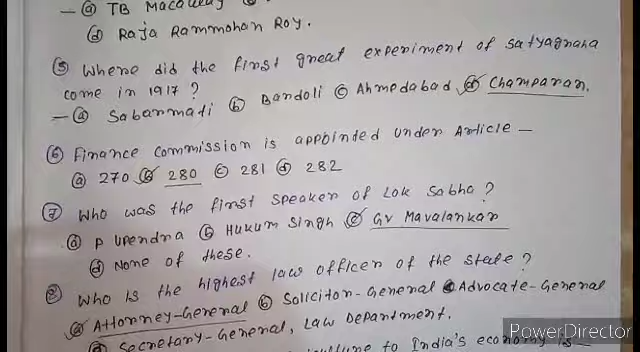 — ⓐ TB Macaulay
ⓓ Raja Rammohan Roy.
⑤ Where did the first great experiment of satyagraha
come in 1917?
— ⓐ Sabarmati ⓑ Bardoli ⓒ Ahmedabad ⓓ Champaran.
⑥ Finance commission is appointed under Article —
ⓐ 270 ⓑ 280 ⓒ 281 ⓓ 282
⑦ Who was the first speaker of Lok Sabha?
ⓐ P Upendra ⓑ Hukum Singh ⓒ GV Mavalankar
ⓓ None of these.
⑧ Who is the highest law officer of the state?
ⓐ Attorney-General ⓑ Solicitor-General ⓒ Advocate-General
ⓓ Secretary-General, Law Department.
to India's economy is —
PowerDirector